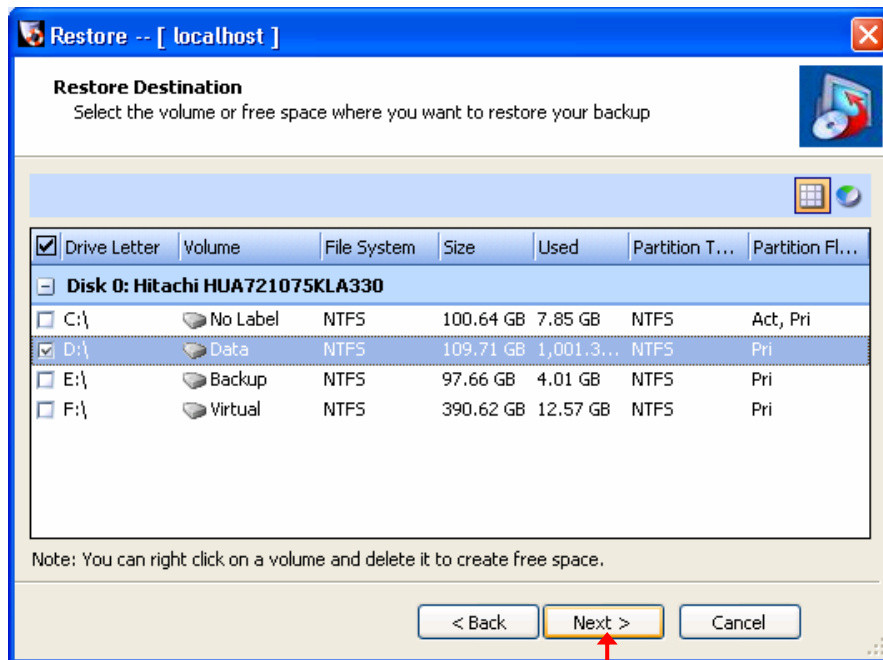 Restore -- [ localhost ]
Restore Destination
Select the volume or free space where you want to restore your backup
Drive Letter Volume File System Size Used Partition T... Partition Fl...
Disk 0: Hitachi HUA721075KLA330
C:\ No Label NTFS 100.64 GB 7.85 GB NTFS Act, Pri
D:\ Data NTFS 109.71 GB 1,001.3... NTFS Pri
E:\ Backup NTFS 97.66 GB 4.01 GB NTFS Pri
F:\ Virtual NTFS 390.62 GB 12.57 GB NTFS Pri
Note: You can right click on a volume and delete it to create free space.
< Back Next > Cancel